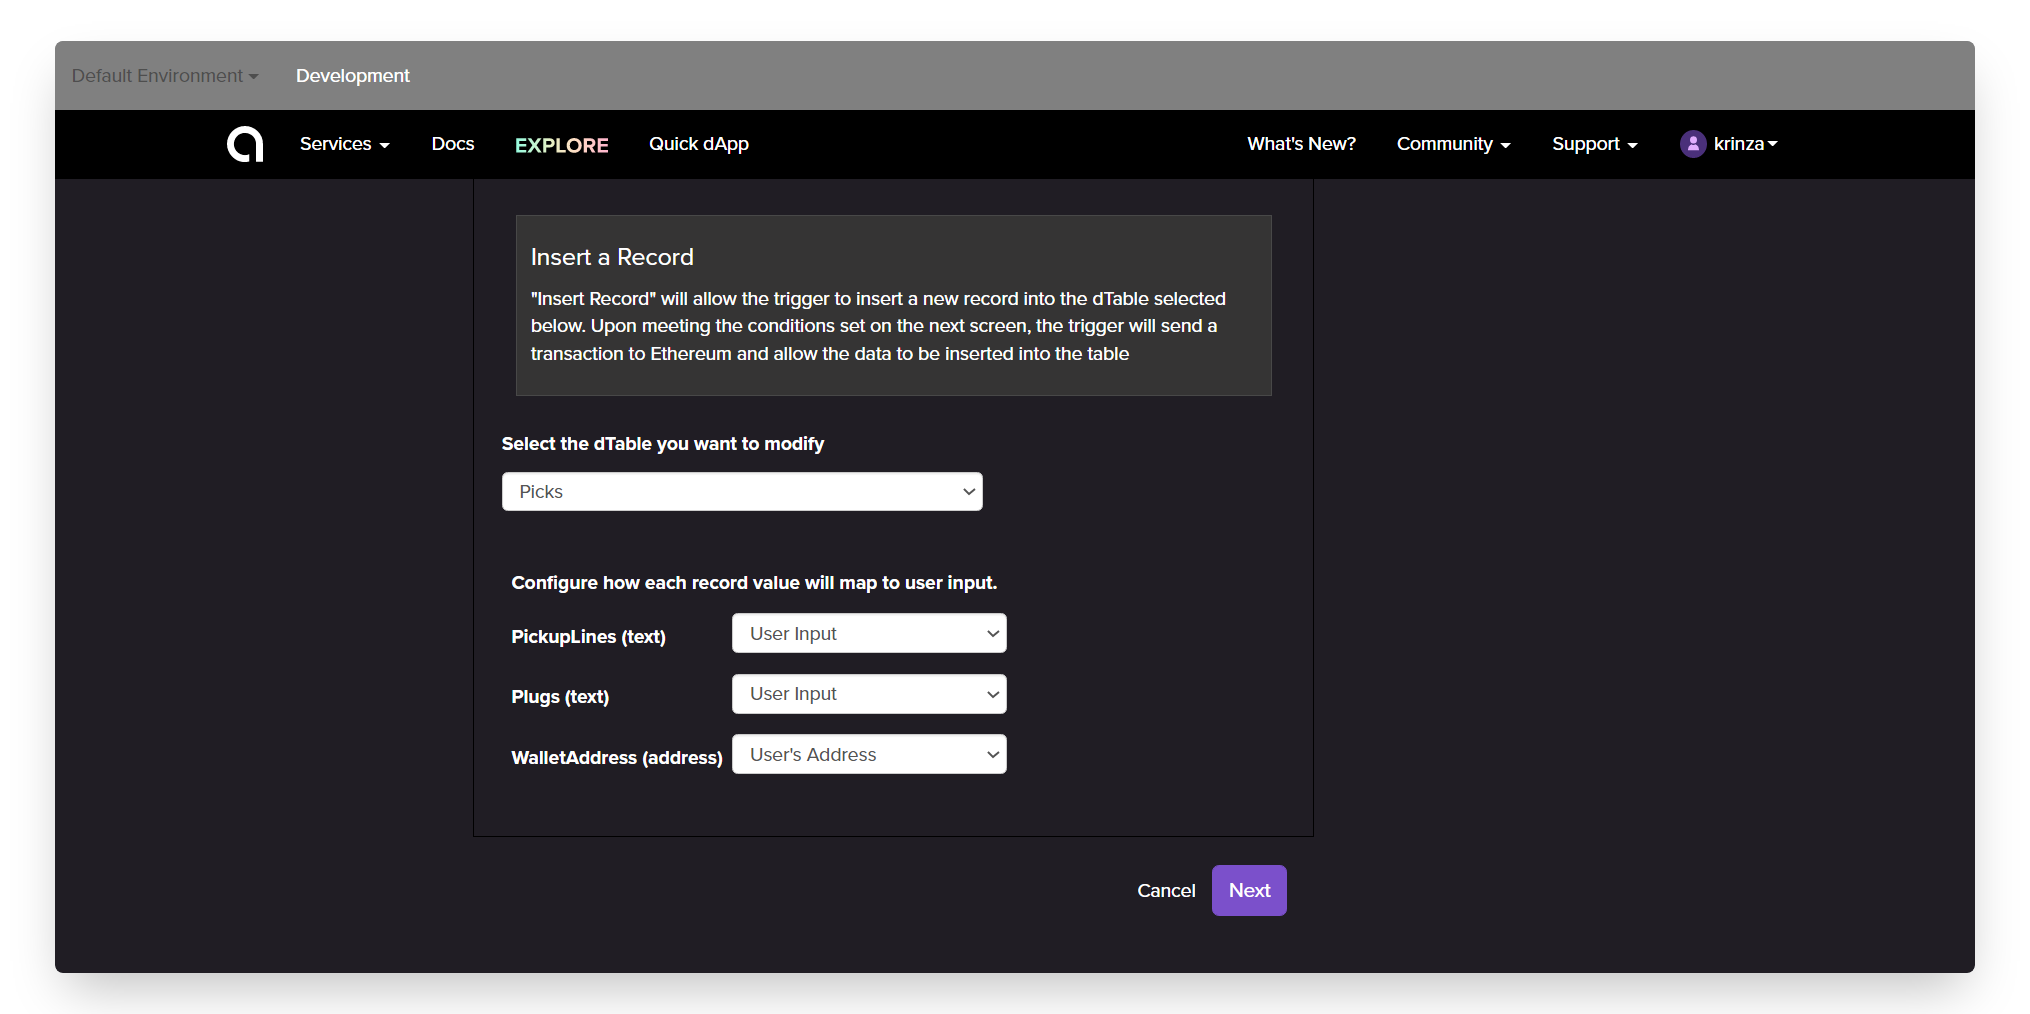 Default Environment
Development
Services
Docs
EXPLORE
Quick dApp
What's New?
Community
Support
krinza
Insert a Record
"Insert Record" will allow the trigger to insert a new record into the dTable selected
below. Upon meeting the conditions set on the next screen, the trigger will send a
transaction to Ethereum and allow the data to be inserted into the table
Select the dTable you want to modify
Picks
Configure how each record value will map to user input.
PickupLines (text)
User Input
Plugs (text)
User Input
WalletAddress (address)
User's Address
Cancel
Next